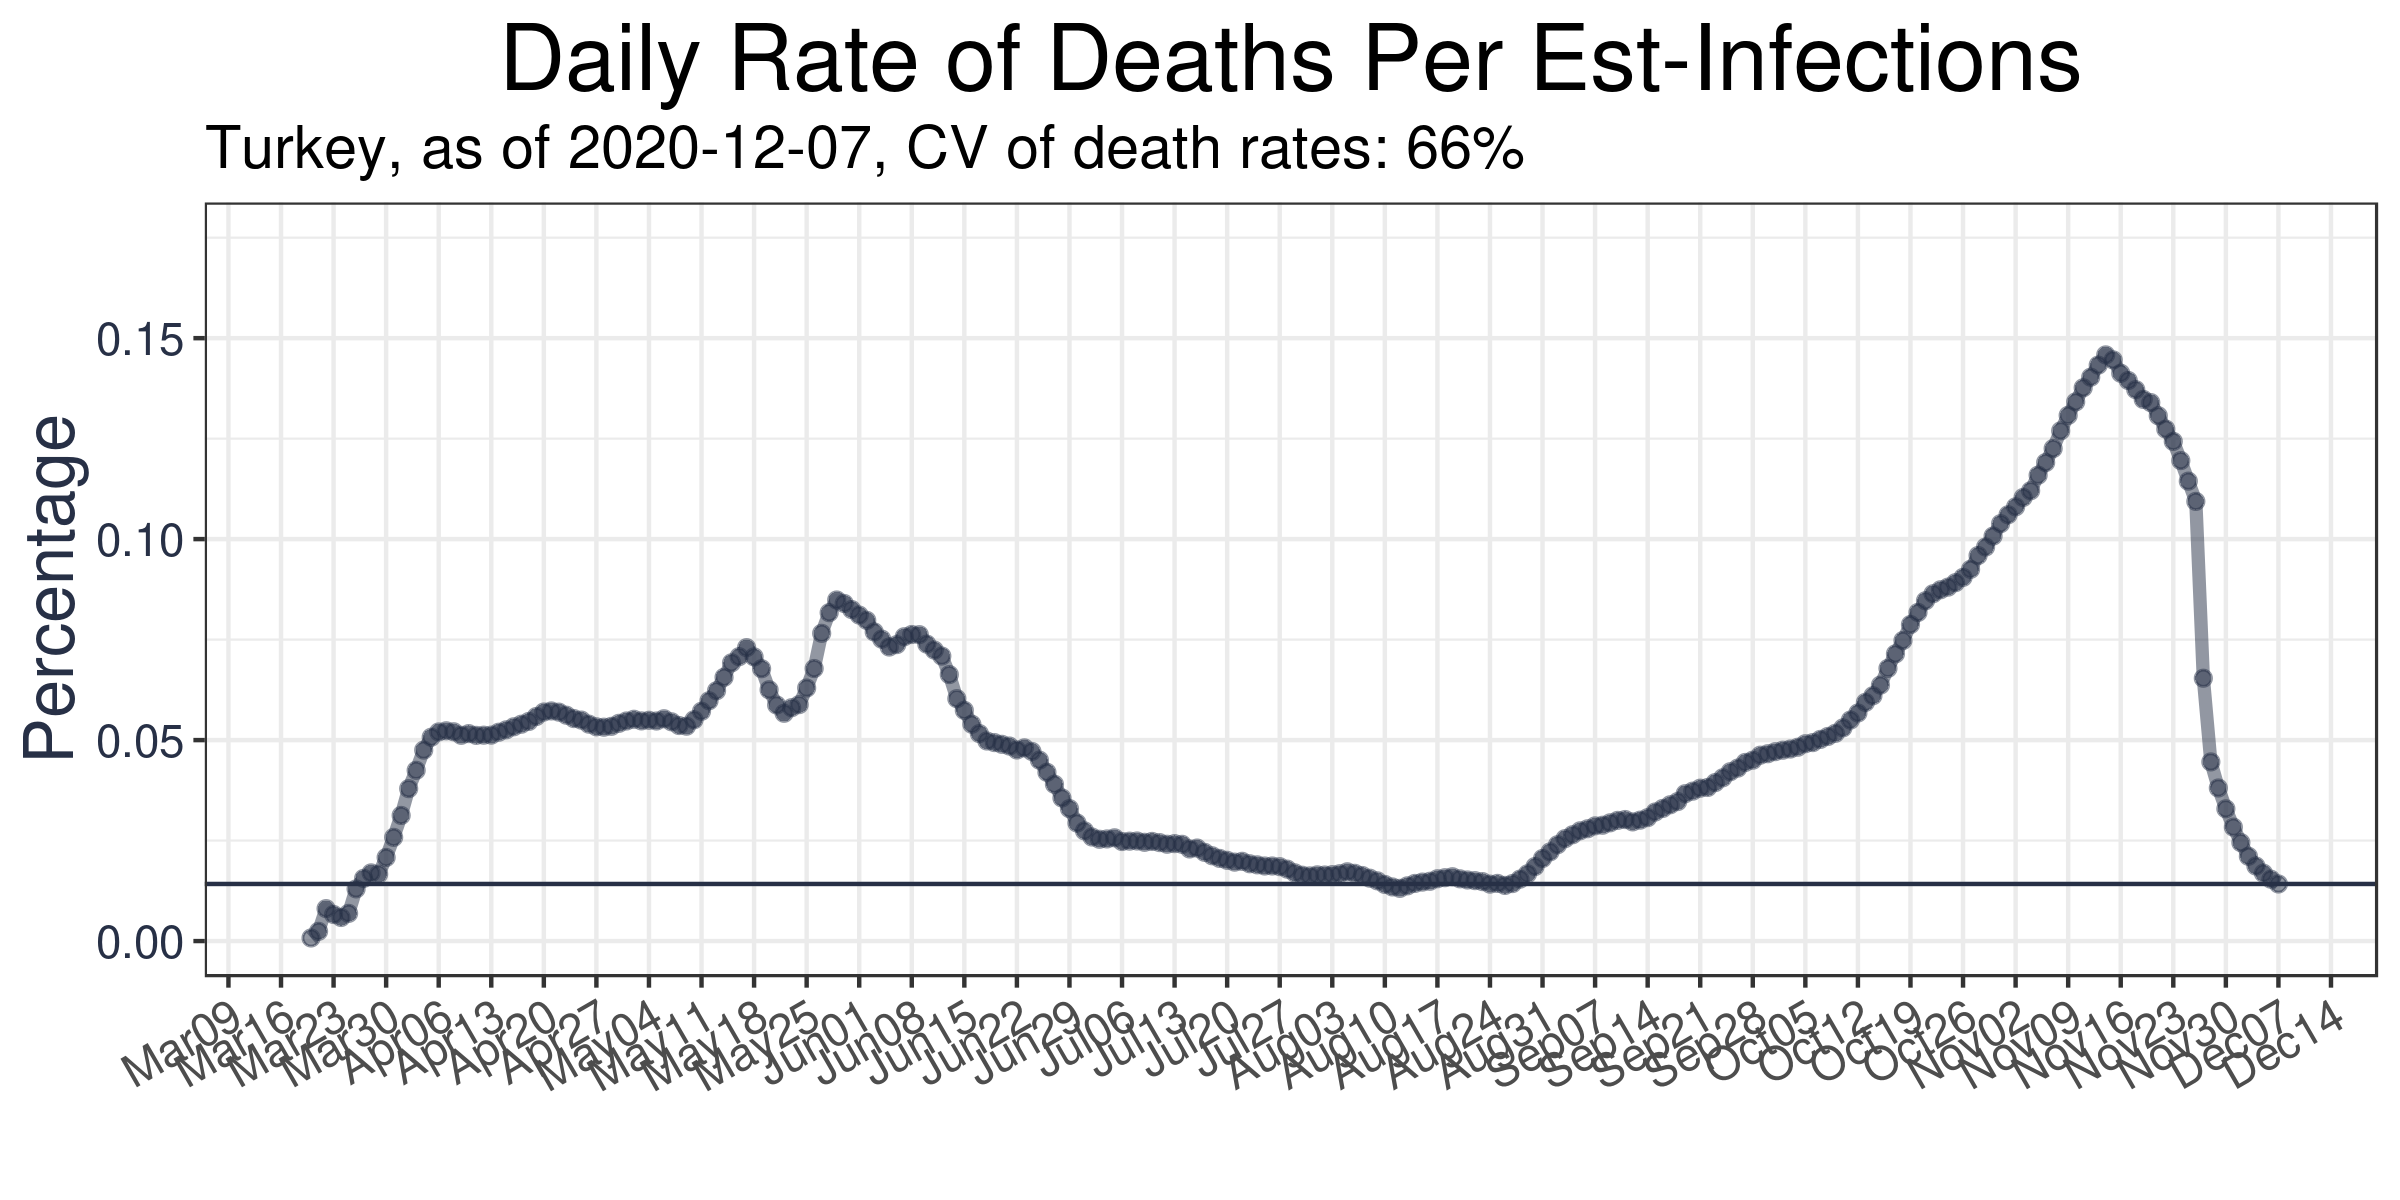 Daily Rate of Deaths Per Est-Infections
Turkey, as of 2020-12-07, CV of death rates: 66%
Percentage
0.15
0.10
0.05
0.00
Mar09
Mar16
Mar23
Mar30
Apr06
Apr13
Apr20
Apr27
May04
May11
May18
May25
Jun01
Jun08
Jun15
Jun22
Jun29
Jul06
Jul13
Jul20
Jul27
Aug03
Aug10
Aug17
Aug24
Aug31
Sep07
Sep14
Sep21
Sep28
Oct05
Oct12
Oct19
Oct26
Nov02
Nov09
Nov16
Nov23
Nov30
Dec07
Dec14